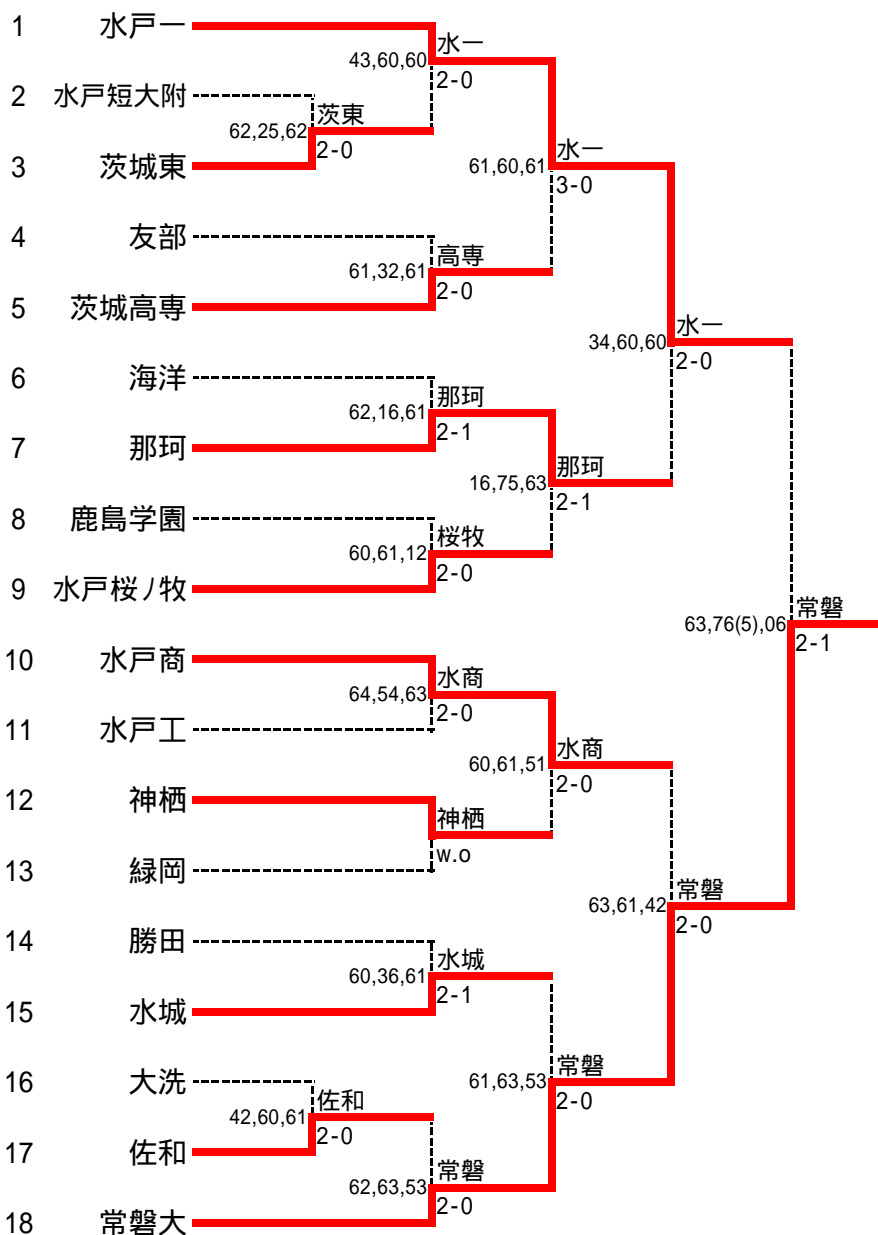 1 水戸一
水一
43,60,60
2-0
2 水戸短大附
茨東
62,25,62
2-0
水一
61,60,61
3 茨城東
3-0
4 友部
高専
61,32,61
2-0
5 茨城高専
水一
34,60,60
2-0
6 海洋
那珂
62,16,61
2-1
7 那珂
那珂
16,75,63
2-1
8 鹿島学園
桜牧
60,61,12
2-0
9 水戸桜ノ牧
常磐
63,76(5),06
2-1
10 水戸商
水商
64,54,63
2-0
11 水戸工
水商
60,61,51
2-0
12 神栖
神栖
w.o
13 緑岡
常磐
63,61,42
2-0
14 勝田
水城
60,36,61
2-1
15 水城
常磐
61,63,53
2-0
16 大洗
佐和
42,60,61
2-0
17 佐和
常磐
62,63,53
2-0
18 常磐大